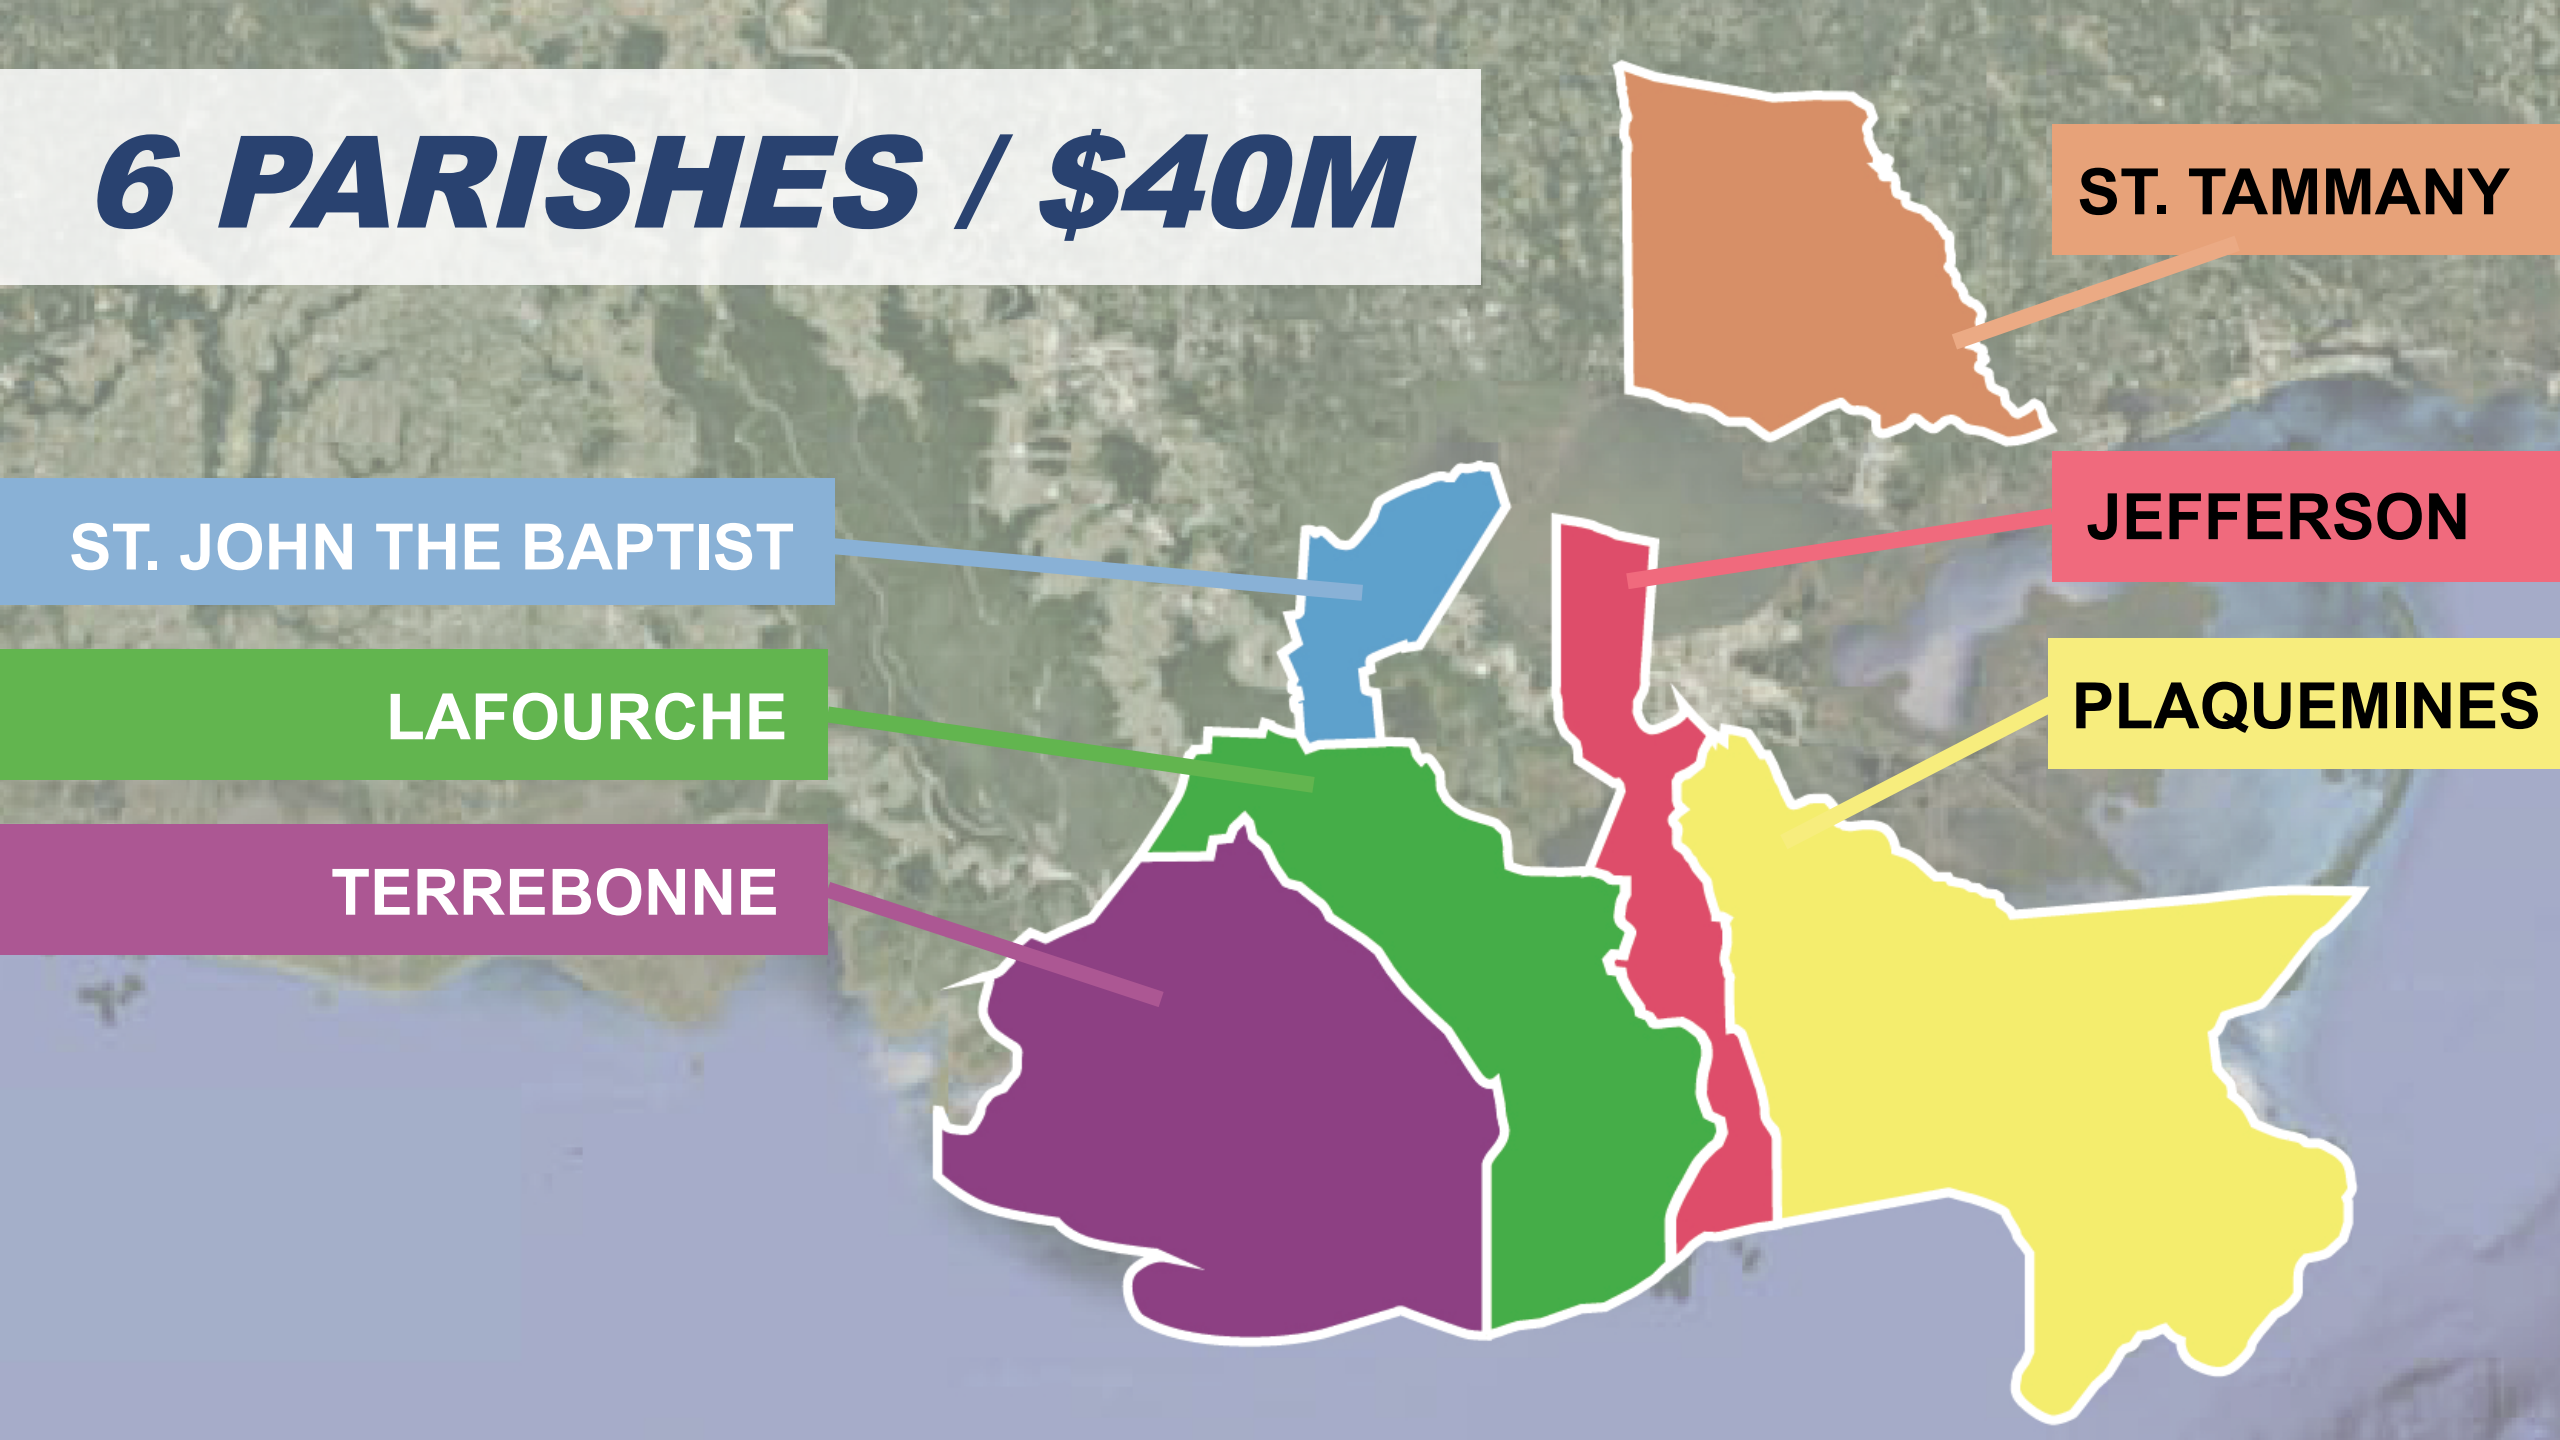 6 PARISHES / $40M
ST. TAMMANY
ST. JOHN THE BAPTIST
JEFFERSON
LAFOURCHE
PLAQUEMINES
TERREBONNE